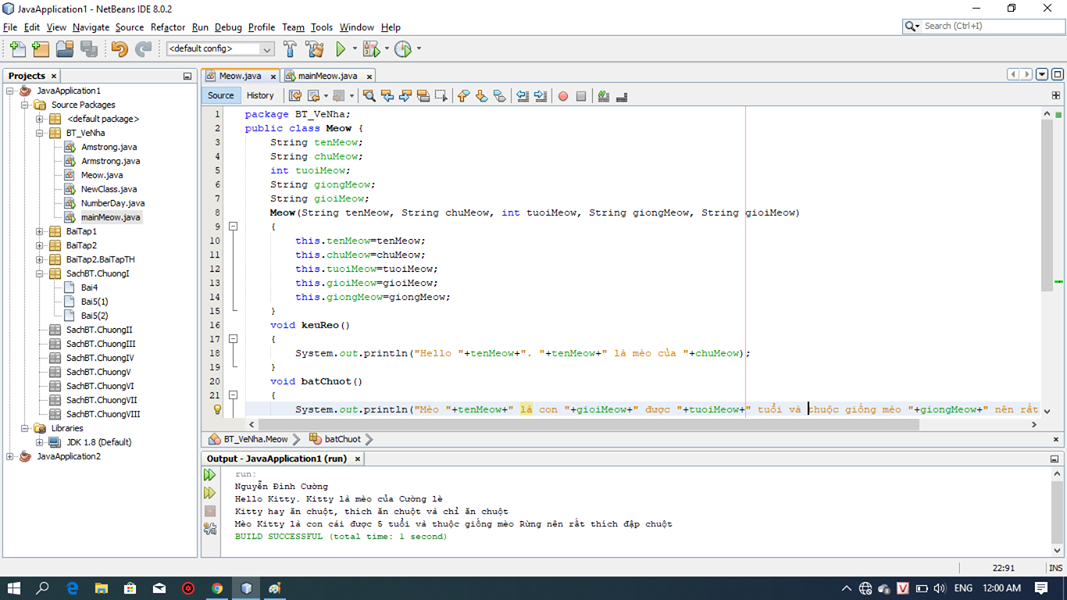 JavaApplication1 - NetBeans IDE 8.0.2
File Edit View Navigate Source Refactor Run Debug Profile Team Tools Window Help
Search (Ctrl+I)
<default config>
Projects
Meow.java
mainMeow.java
JavaApplication1
Source Packages
<default package>
BT_VeNha
Amstrong.java
Armstrong.java
Meow.java
NewClass.java
NumberDay.java
mainMeow.java
BaiTap1
BaiTap2
BaiTap2.BaiTapTH
SachBT.ChuongI
Bai4
Bai5(1)
Bai5(2)
SachBT.ChuongII
SachBT.ChuongIII
SachBT.ChuongIV
SachBT.ChuongV
SachBT.ChuongVI
SachBT.ChuongVII
SachBT.ChuongVIII
Libraries
JDK 1.8 (Default)
JavaApplication2
Source History
1 package BT_VeNha;
2 public class Meow {
3 String tenMeow;
4 String chuMeow;
5 int tuoiMeow;
6 String giongMeow;
7 String gioiMeow;
8 Meow(String tenMeow, String chuMeow, int tuoiMeow, String giongMeow, String gioiMeow)
9 {
10 this.tenMeow=tenMeow;
11 this.chuMeow=chuMeow;
12 this.tuoiMeow=tuoiMeow;
13 this.gioiMeow=gioiMeow;
14 this.giongMeow=giongMeow;
15 }
16 void keuReo()
17 {
18 System.out.println("Hello "+tenMeow+". "+tenMeow+" là mèo của "+chuMeow);
19 }
20 void batChuot()
21 {
System.out.println("Mèo "+tenMeow+" là con "+gioiMeow+" được "+tuoiMeow+" tuổi và thuộc giống mèo "+giongMeow+" nên rất
BT_VeNha.Meow
batChuot
Output - JavaApplication1 (run)
run:
Nguyễn Đình Cường
Hello Kitty. Kitty là mèo của Cường lè
Kitty hay ăn chuột, thích ăn chuột và chỉ ăn chuột
Mèo Kitty là con cái được 5 tuổi và thuộc giống mèo Rừng nên rất thích đập chuột
BUILD SUCCESSFUL (total time: 1 second)
22:91 INS
ENG 12:00 AM